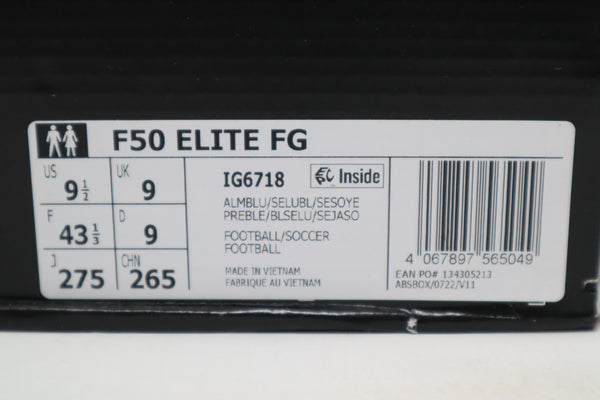 F50 ELITE FG
US 9 1/2 UK 9
F 43 1/3 D 9
J 275 CHN 265
IG6718 Inside
ALMBLU/SELUBL/SESOYE
PREBLE/BLSELU/SEJASO
FOOTBALL/SOCCER
FOOTBALL
MADE IN VIETNAM
FABRIQUE AU VIETNAM
4 067897 565049
EAN PO# 134305213
ABSBOX/0722/V11